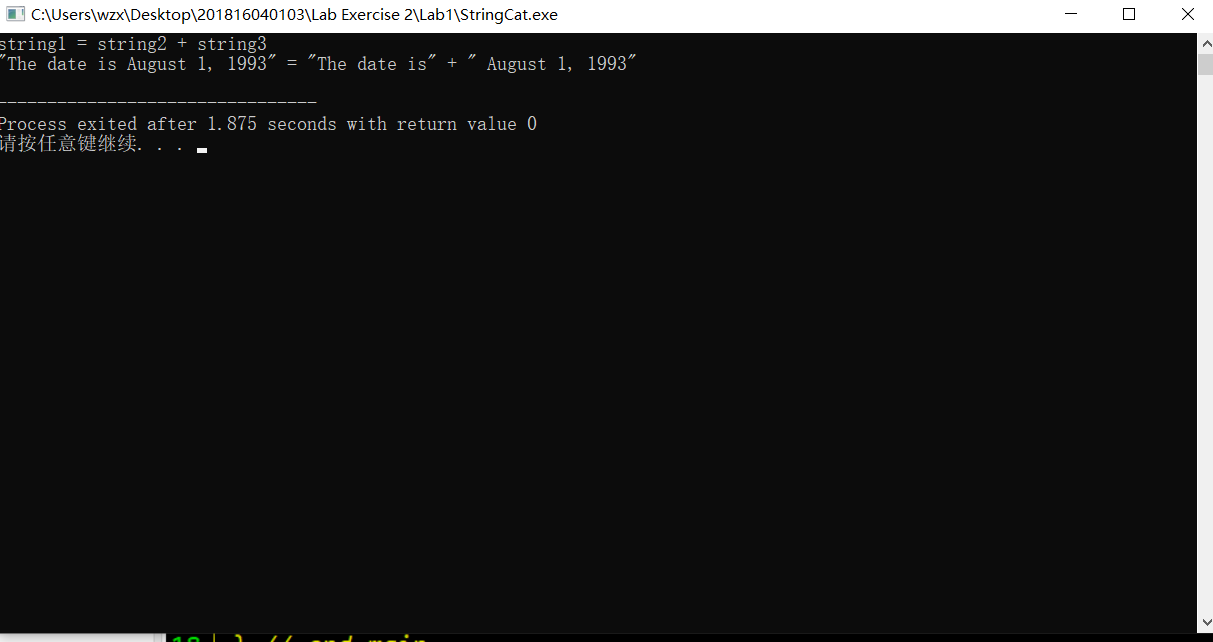 C:\Users\wzx\Desktop\201816040103\Lab Exercise 2\Lab1\StringCat.exe
string1 = string2 + string3
"The date is August 1, 1993" = "The date is" + " August 1, 1993"
--------------------------------
Process exited after 1.875 seconds with return value 0
请按任意键继续. . .
} // end main